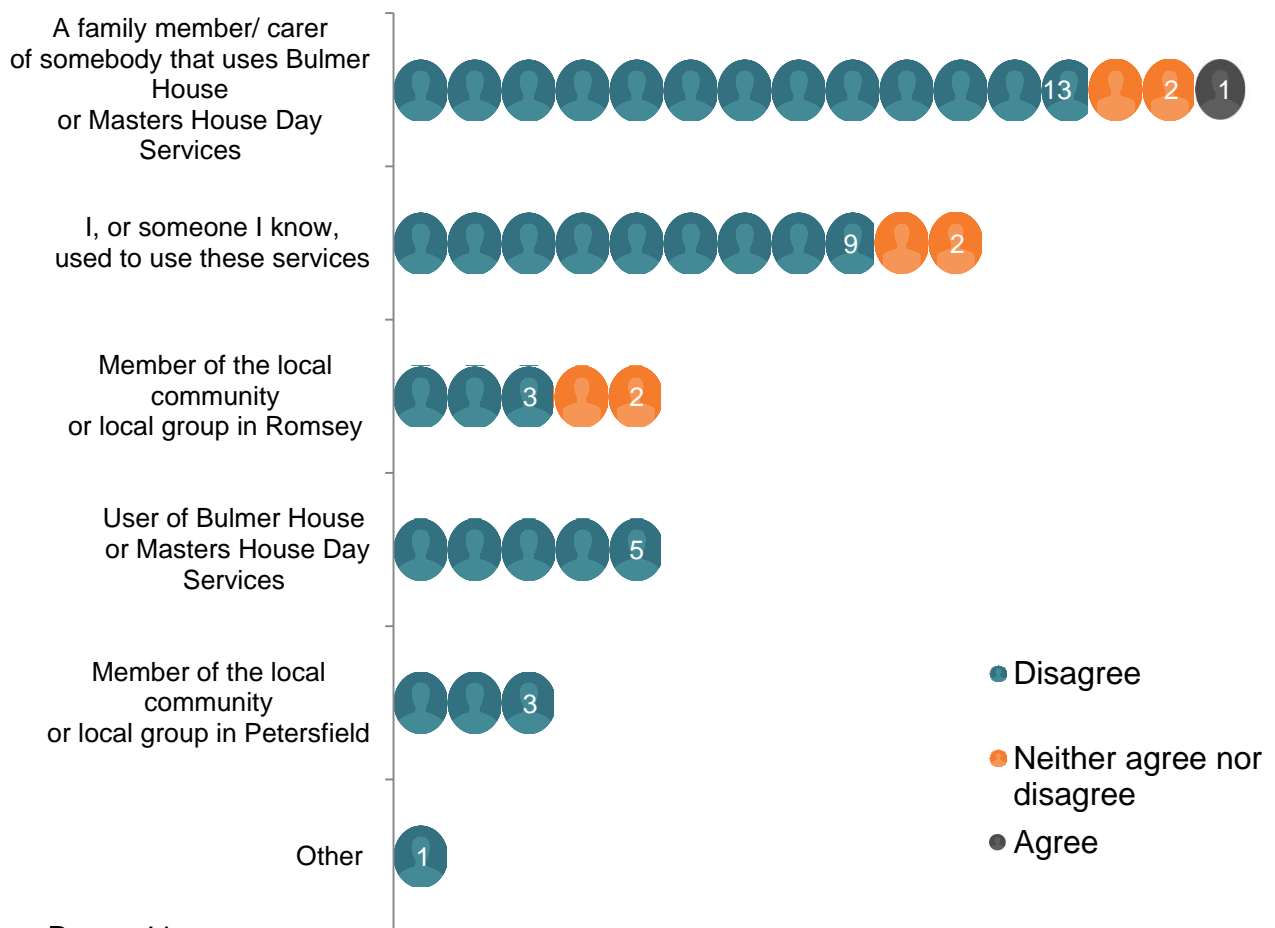 A family member/ carer
of somebody that uses Bulmer
House
or Masters House Day
Services
13
2
1
I, or someone I know,
used to use these services
9
2
Member of the local
community
or local group in Romsey
3
2
User of Bulmer House
or Masters House Day
Services
5
Member of the local
community
or local group in Petersfield
3
Other
1
Disagree
Neither agree nor
disagree
Agree